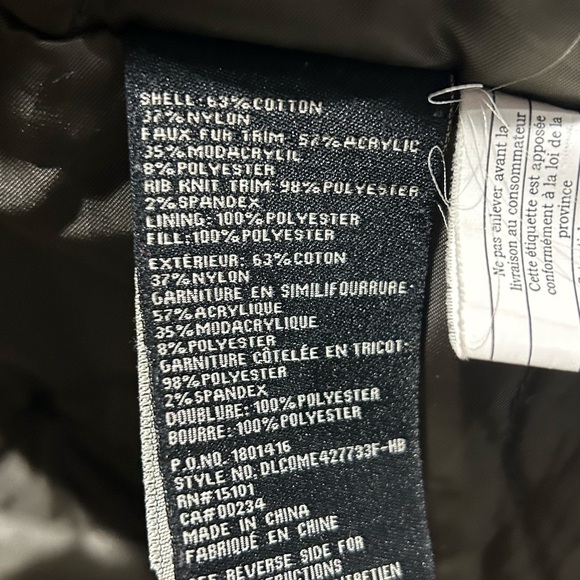 SHELL: 63%COTTON
37%NYLON
FAUX FUR TRIM: 57%ACRYLIC
35%MODACRYLIC
8%POLYESTER
RIB KNIT TRIM: 98%POLYESTER
2%SPANDEX
LINING: 100%POLYESTER
FILL:100%POLYESTER
EXTÉRIEUR: 63%COTON
37%NYLON
GARNITURE EN SIMILIFOURRURE:
57%ACRYLIQUE
35%MODACRYLIQUE
8%POLYESTER
GARNITURE CÔTELÉE EN TRICOT:
98%POLYESTER
2%SPANDEX
DOUBLURE: 100%POLYESTER
BOURRE: 100%POLYESTER
P.O.NO. 1801416
STYLE NO. DLCOME427733F-HB
RN#15101
CA#00234
MADE IN CHINA
FABRIQUÉ EN CHINE
SEE REVERSE SIDE FOR
Ne pas enlever avant la
livraison au consommateur
Cette étiquette est apposée
conformément à la loi de la
province